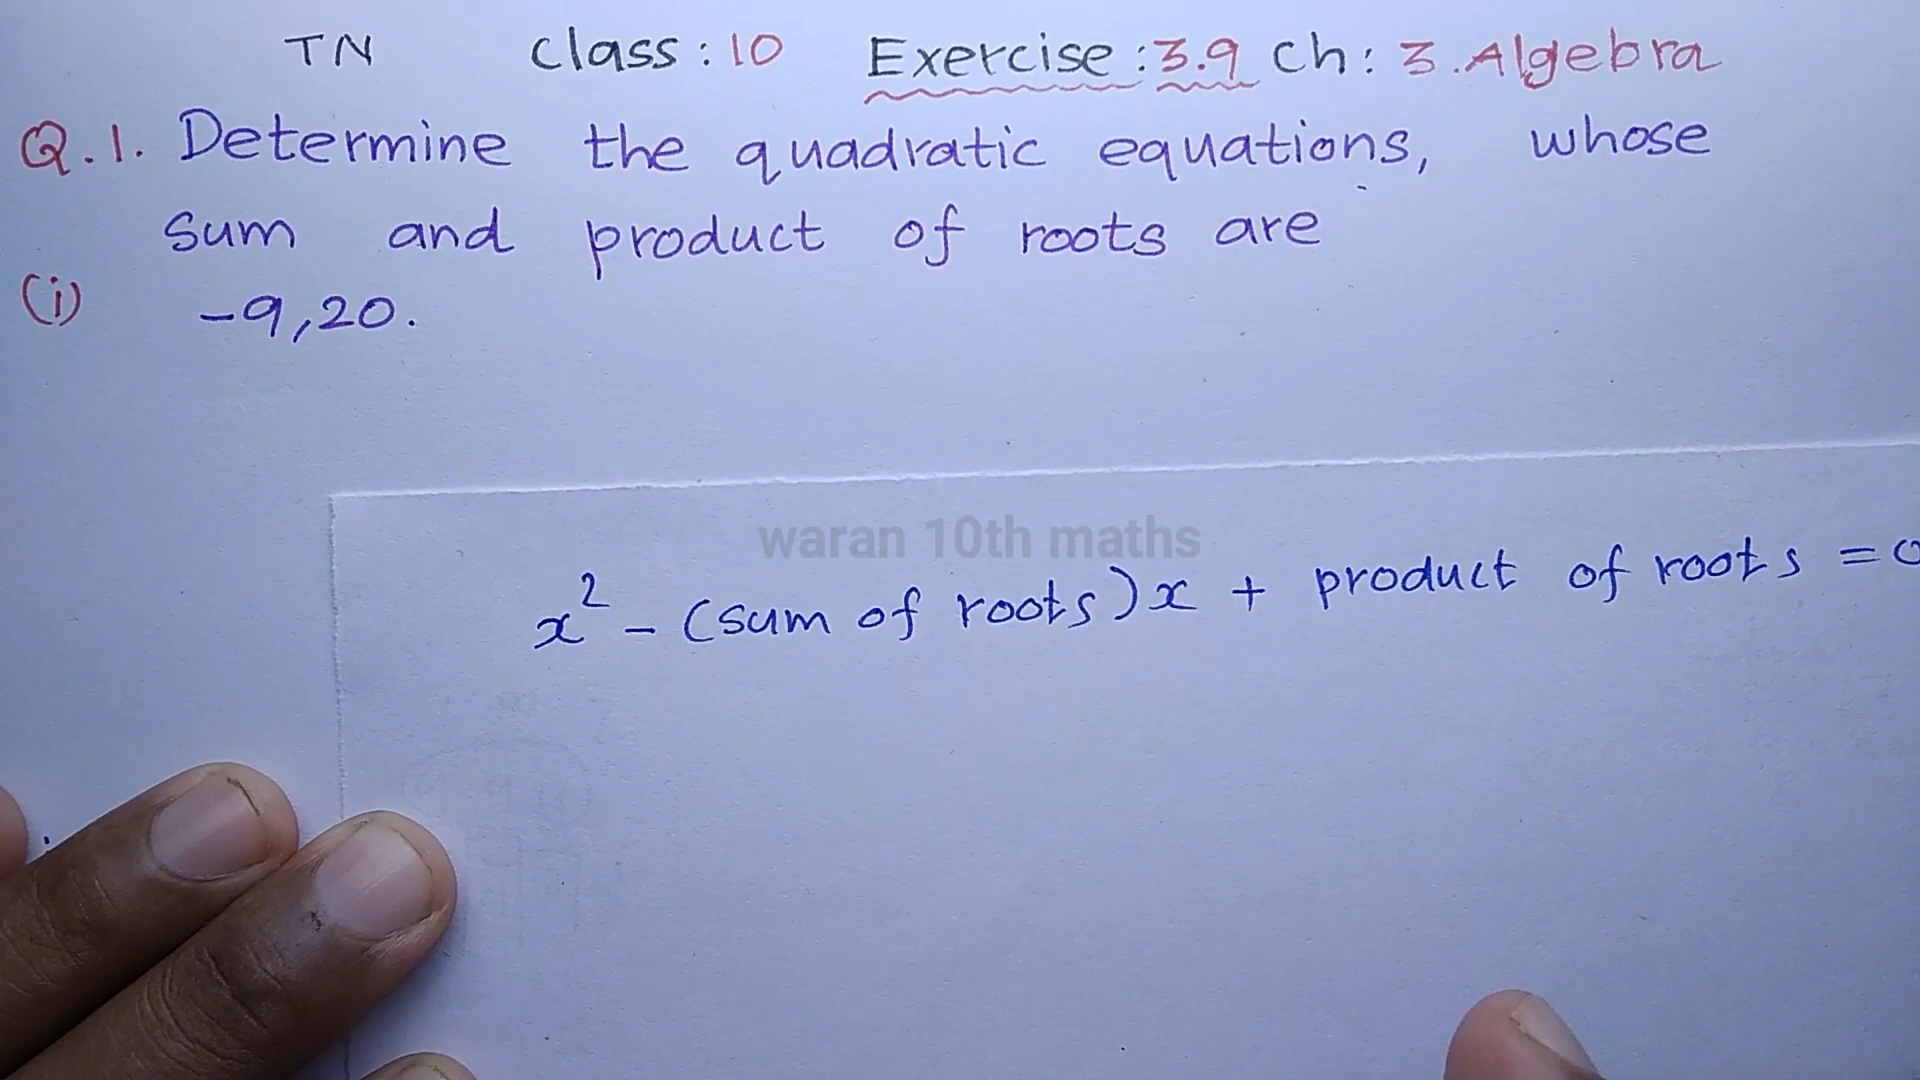 TN Class: 10 Exercise: 3.9 Ch: 3. Algebra
Q.1. Determine the quadratic equations, whose
sum and product of roots are
(i) -9,20.
waran 10th maths
x² - (sum of roots)x + product of roots = 0